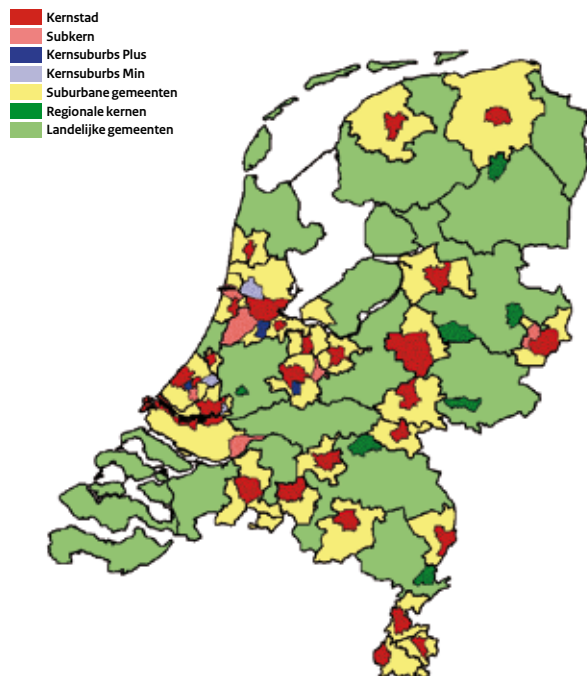 Kernstad
Subkern
Kernsuburbs Plus
Kernsuburbs Min
Suburbane gemeenten
Regionale kernen
Landelijke gemeenten